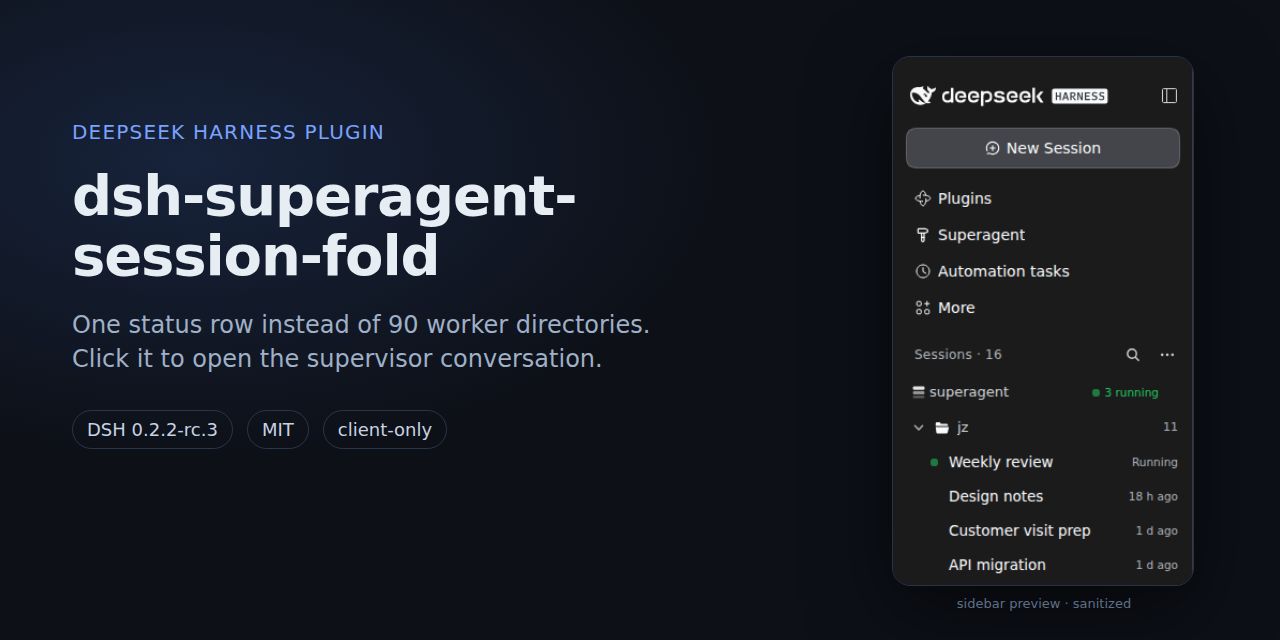 DEEPSEEK HARNESS PLUGIN
dsh-superagent-
session-fold
One status row instead of 90 worker directories.
Click it to open the supervisor conversation.
DSH 0.2.2-rc.3
MIT
client-only
deepseek HARNESS
New Session
Plugins
Superagent
Automation tasks
More
Sessions · 16
superagent 3 running
jz 11
Weekly review Running
Design notes 18 h ago
Customer visit prep 1 d ago
API migration 1 d ago
sidebar preview · sanitized